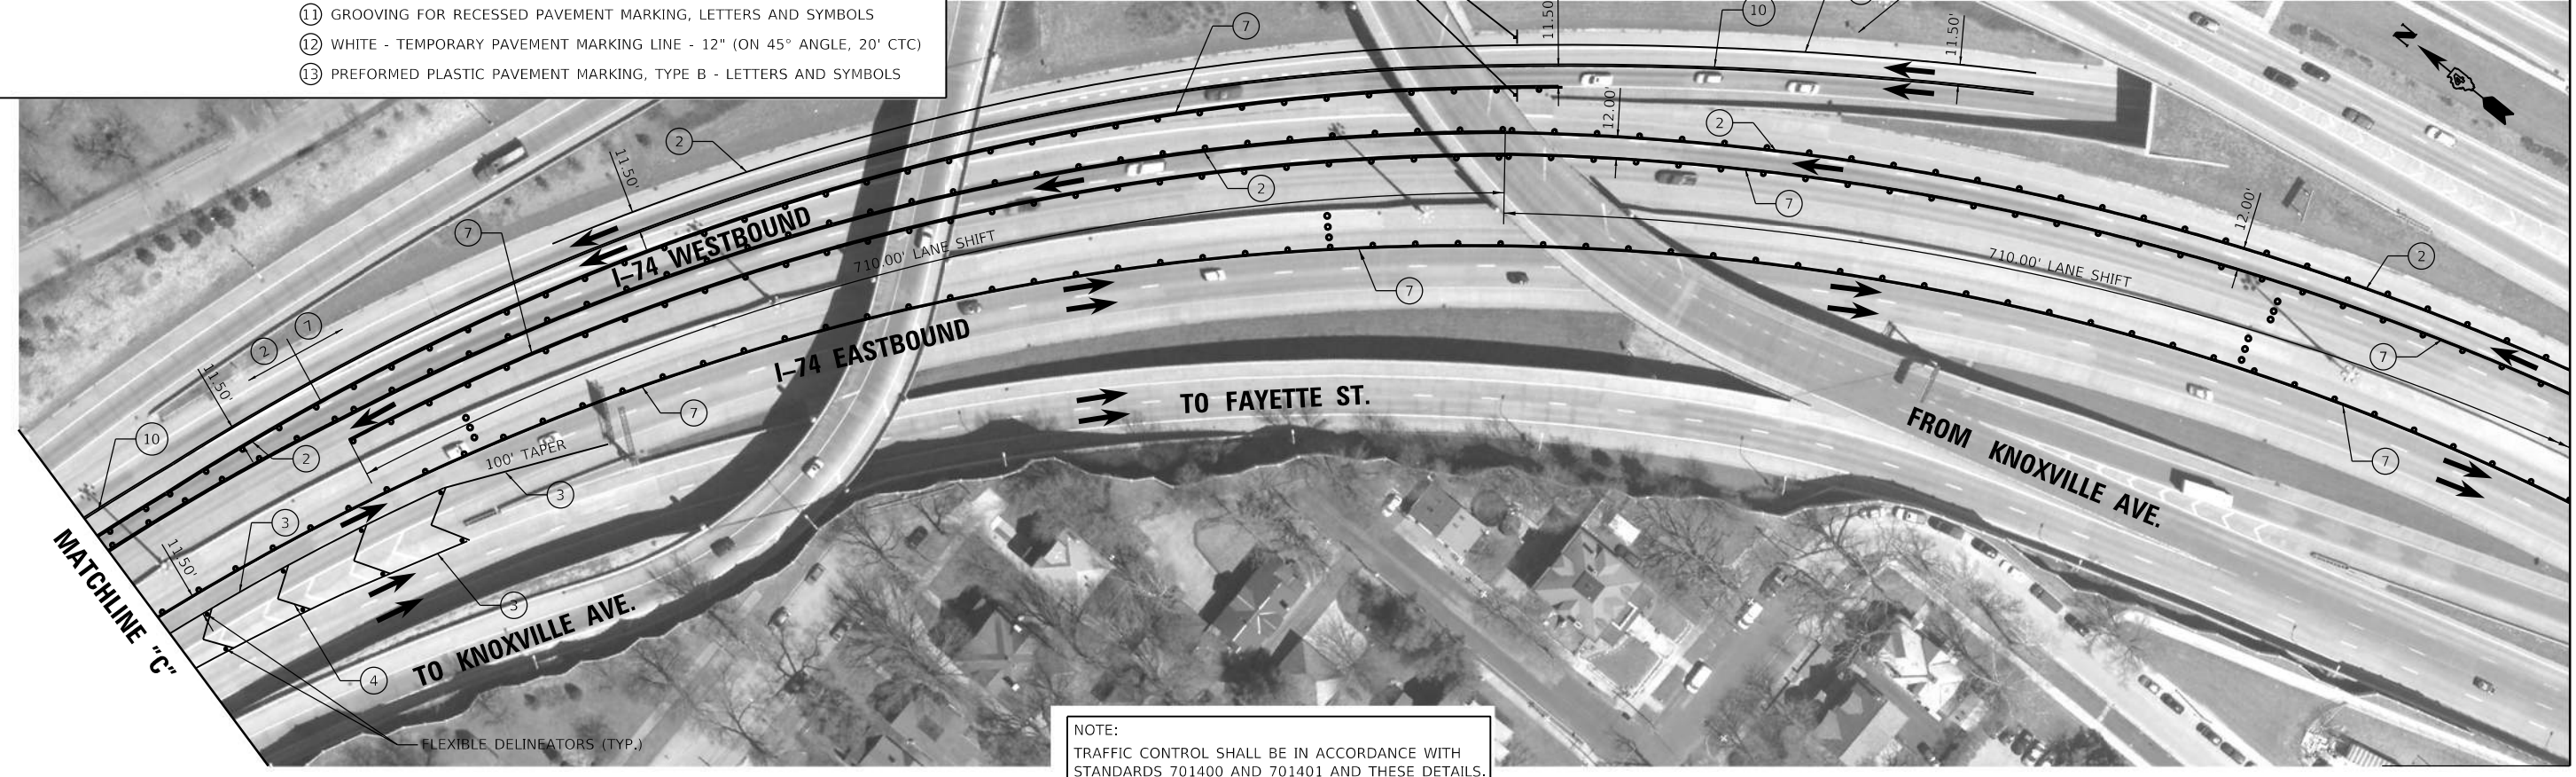 11 GROOVING FOR RECESSED PAVEMENT MARKING, LETTERS AND SYMBOLS
12 WHITE - TEMPORARY PAVEMENT MARKING LINE - 12" (ON 45° ANGLE, 20' CTC)
13 PREFORMED PLASTIC PAVEMENT MARKING, TYPE B - LETTERS AND SYMBOLS
7
11.50'
10
11.50'
N
2
11.50'
12.00'
2
7
2
7
12.00'
2
I-74 WESTBOUND
710.00' LANE SHIFT
710.00' LANE SHIFT
7
7
2
11.50'
I-74 EASTBOUND
7
7
TO FAYETTE ST.
FROM KNOXVILLE AVE.
10
2
100' TAPER
7
3
3
11.50'
MATCHLINE "C"
3
TO KNOXVILLE AVE.
4
FLEXIBLE DELINEATORS (TYP.)
NOTE:
TRAFFIC CONTROL SHALL BE IN ACCORDANCE WITH
STANDARDS 701400 AND 701401 AND THESE DETAILS.